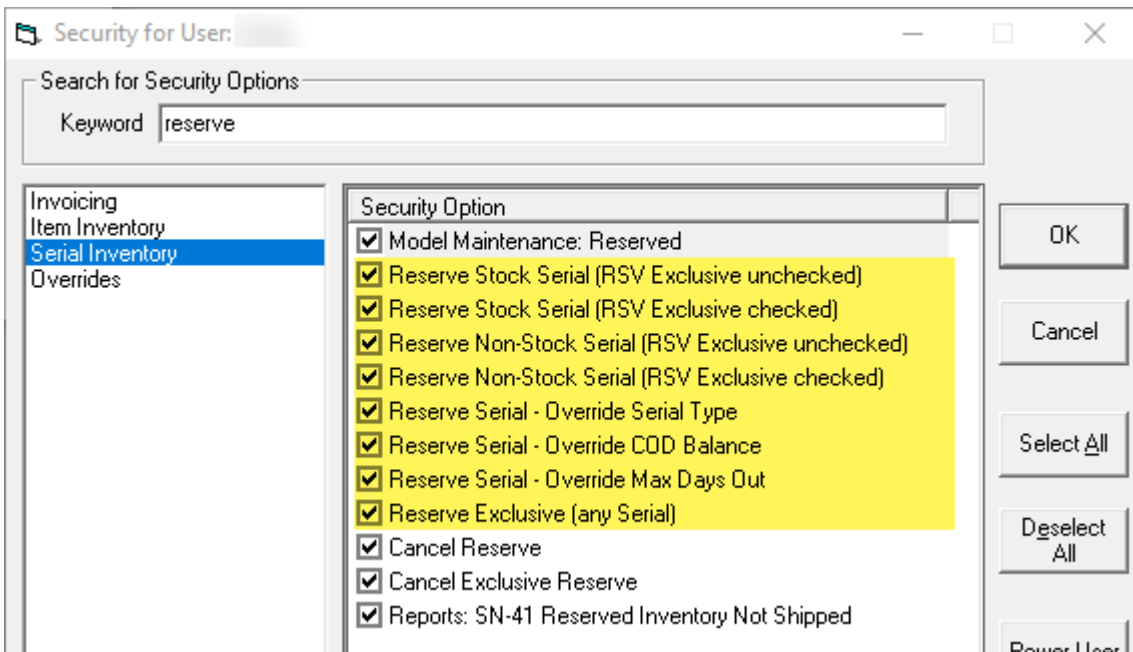 Security for User:
Search for Security Options
Keyword reserve
Invoicing
Item Inventory
Serial Inventory
Overrides
Security Option
Model Maintenance: Reserved
Reserve Stock Serial (RSV Exclusive unchecked)
Reserve Stock Serial (RSV Exclusive checked)
Reserve Non-Stock Serial (RSV Exclusive unchecked)
Reserve Non-Stock Serial (RSV Exclusive checked)
Reserve Serial - Override Serial Type
Reserve Serial - Override COD Balance
Reserve Serial - Override Max Days Out
Reserve Exclusive (any Serial)
Cancel Reserve
Cancel Exclusive Reserve
Reports: SN-41 Reserved Inventory Not Shipped
OK
Cancel
Select All
Deselect
All
Power User